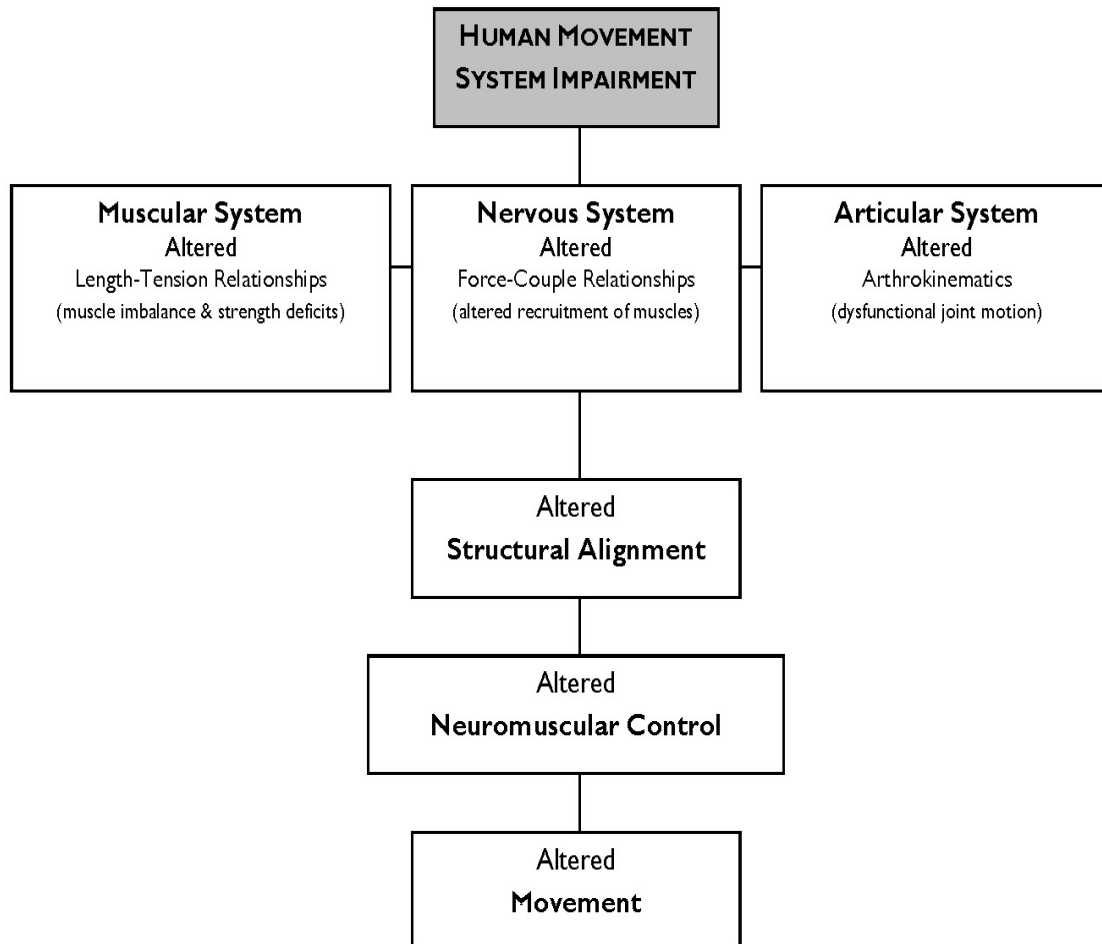 HUMAN MOVEMENT
SYSTEM IMPAIRMENT
Muscular System
Altered
Length-Tension Relationships
(muscle imbalance & strength deficits)
Nervous System
Altered
Force-Couple Relationships
(altered recruitment of muscles)
Articular System
Altered
Arthrokinematics
(dysfunctional joint motion)
Altered
Structural Alignment
Altered
Neuromuscular Control
Altered
Movement